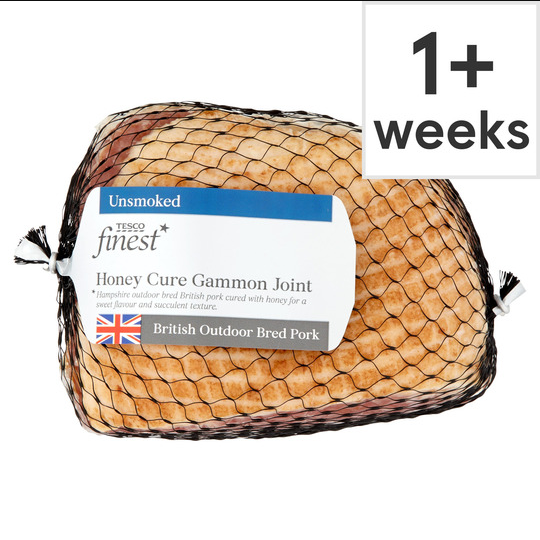 1+
weeks
Unsmoked
TESCO
finest*
Honey Cure Gammon Joint
*Hampshire outdoor bred British pork cured with honey for a
sweet flavour and succulent texture.
British Outdoor Bred Pork